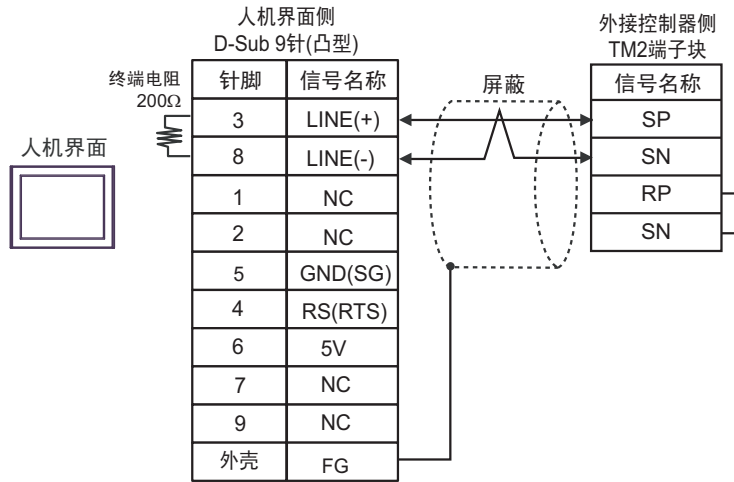 人机界面侧
D-Sub 9针(凸型)
外接控制器侧
TM2端子块
终端电阻
200Ω
屏蔽
人机界面
针脚 信号名称
3 LINE(+)
8 LINE(-)
1 NC
2 NC
5 GND(SG)
4 RS(RTS)
6 5V
7 NC
9 NC
外壳 FG
信号名称
SP
SN
RP
SN